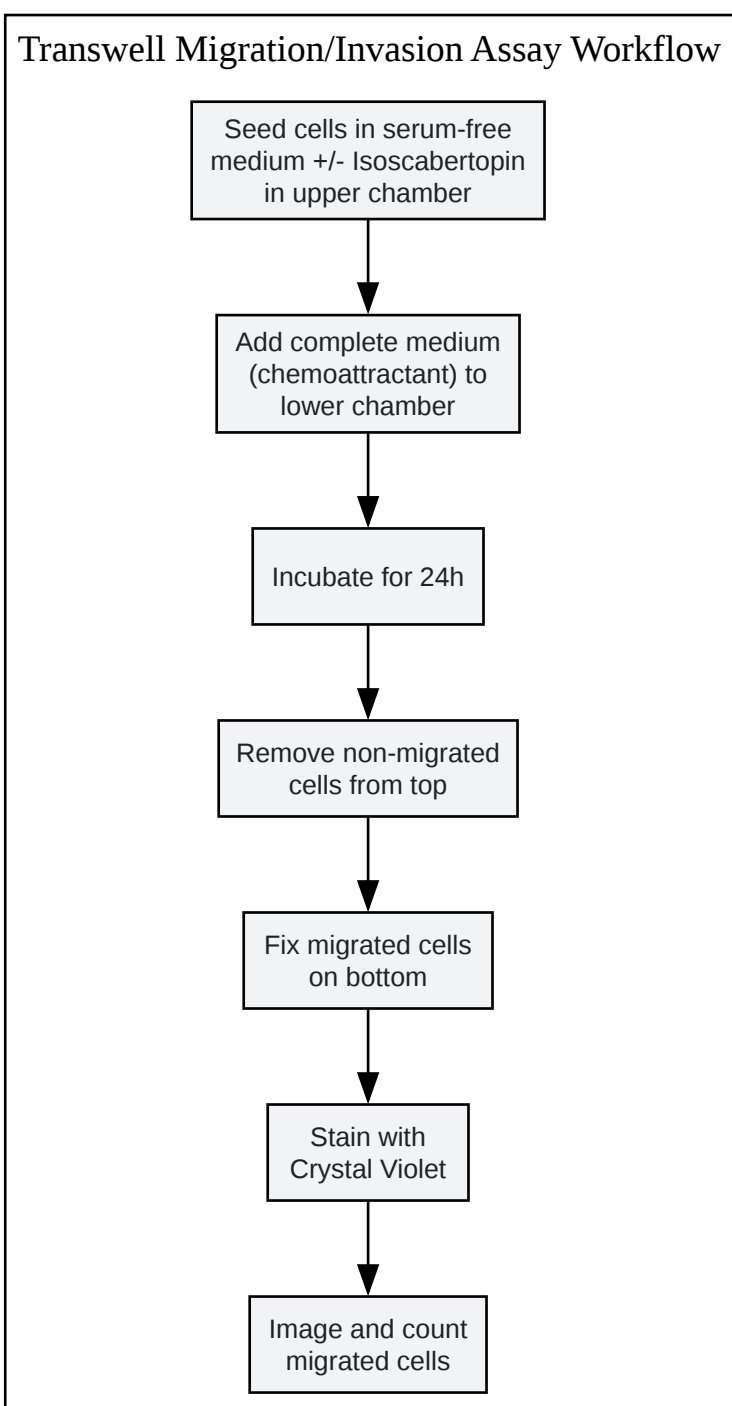 Transwell Migration/Invasion Assay Workflow
Seed cells in serum-free
medium +/- Isoscabertopin
in upper chamber
Add complete medium
(chemoattractant) to
lower chamber
Incubate for 24h
Remove non-migrated
cells from top
Fix migrated cells
on bottom
Stain with
Crystal Violet
Image and count
migrated cells